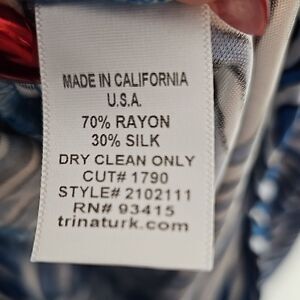 MADE IN CALIFORNIA
U.S.A.
70% RAYON
30% SILK
DRY CLEAN ONLY
CUT# 1790
STYLE# 2102111
RN# 93415
trinaturk.com